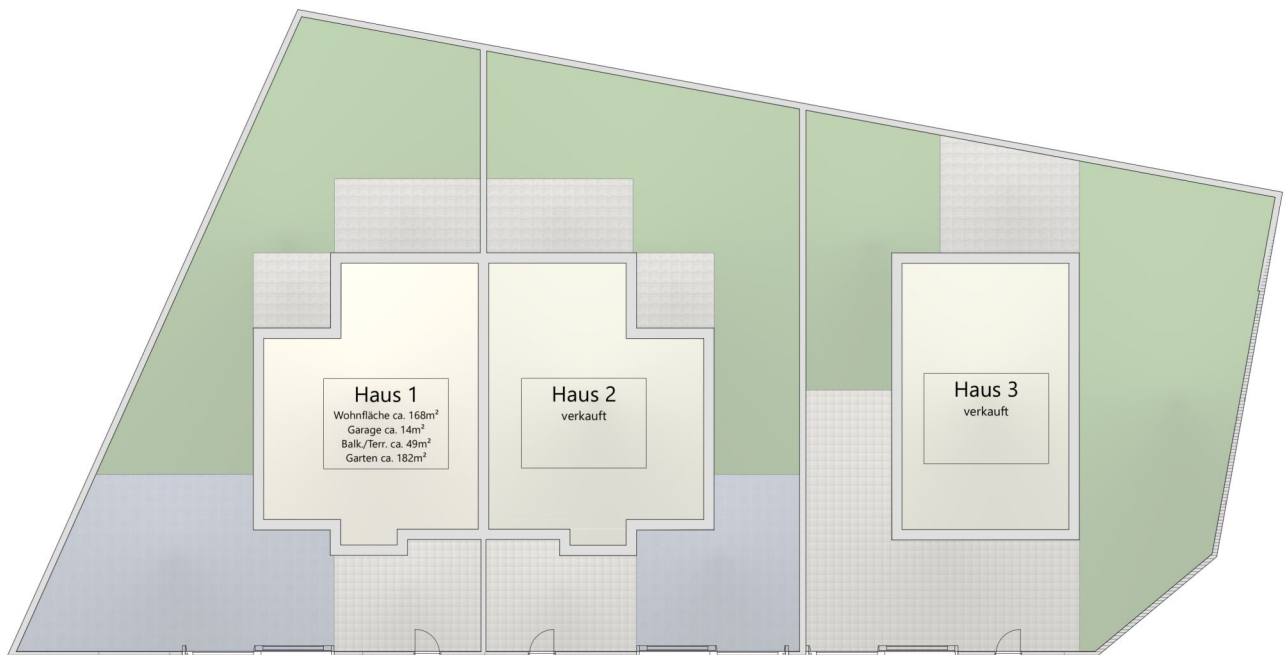 Haus 1
Wohnfläche ca. 168m²
Garage ca. 14m²
Balk./Terr. ca. 49m²
Garten ca. 182m²
Haus 2
verkauft
Haus 3
verkauft